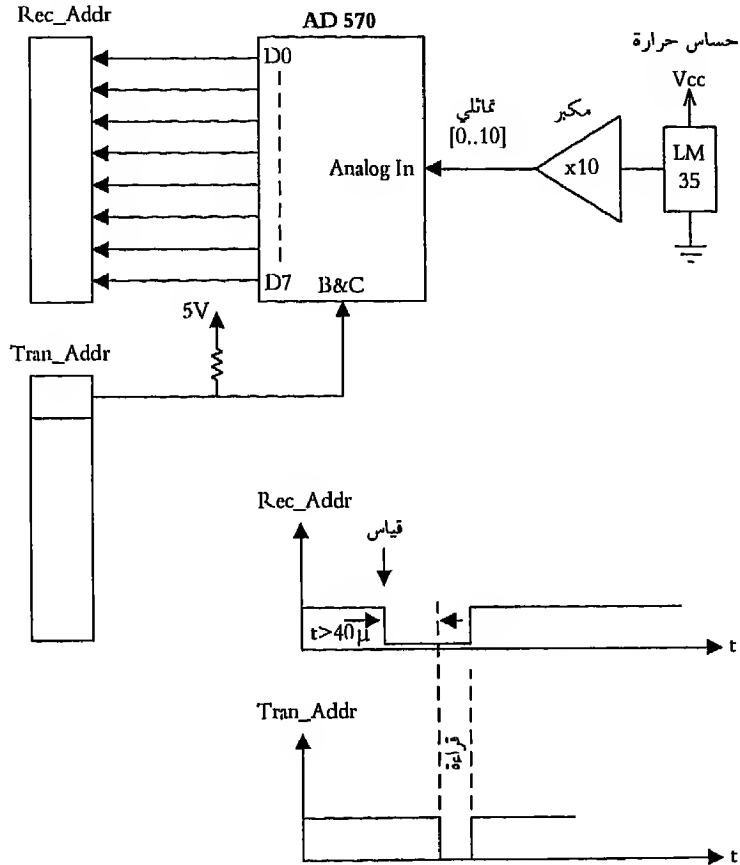 Rec_Addr
AD 570
D0
حساس حرارة
Vcc
تماثلي
[0..10]
مكبر
x10
LM
35
Analog In
D7
B&C
5V
Tran_Addr
Rec_Addr
قياس
t>40µ
t
Tran_Addr
قراءة
t